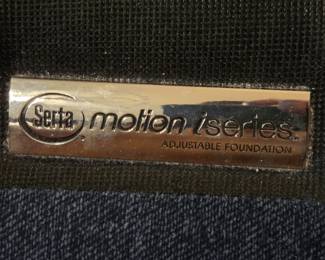 Serta motion iseries
ADJUSTABLE FOUNDATION